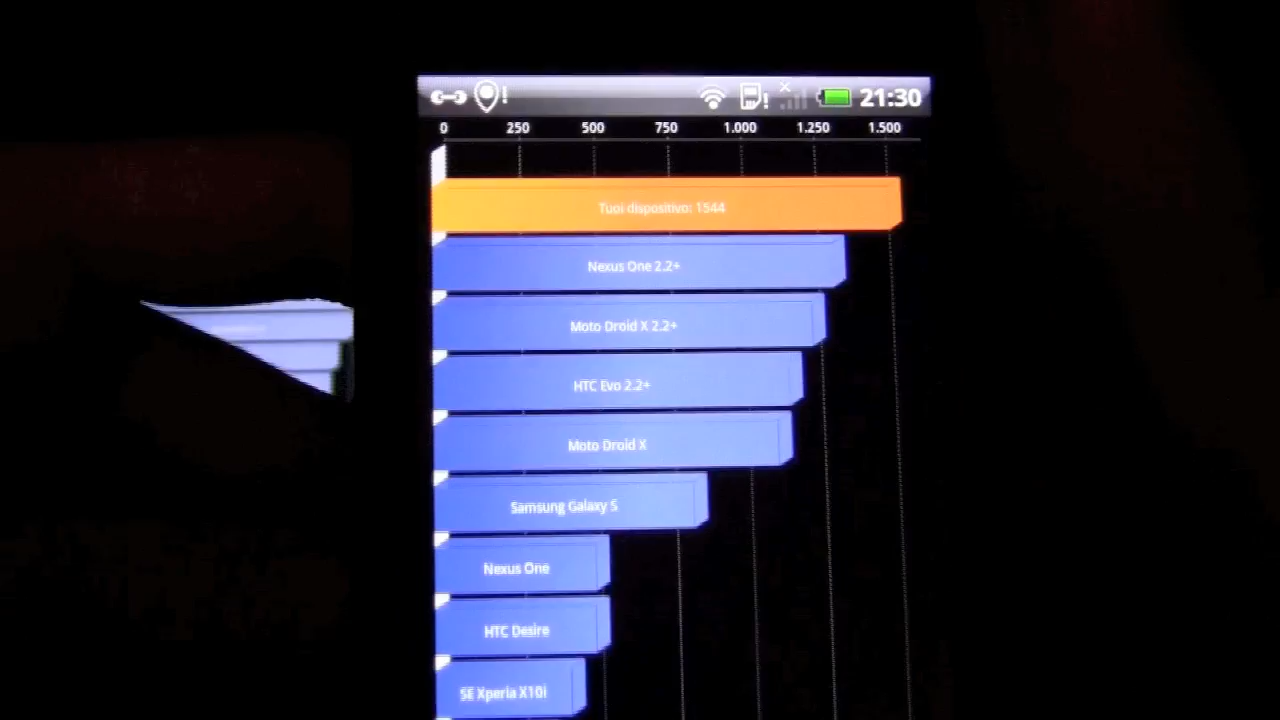 21:30
0 250 500 750 1.000 1.250 1.500
Tuoi dispositivo: 1544
Nexus One 2.2+
Moto Droid X 2.2+
HTC Evo 2.2+
Moto Droid X
Samsung Galaxy S
Nexus One
HTC Desire
SE Xperia X10i